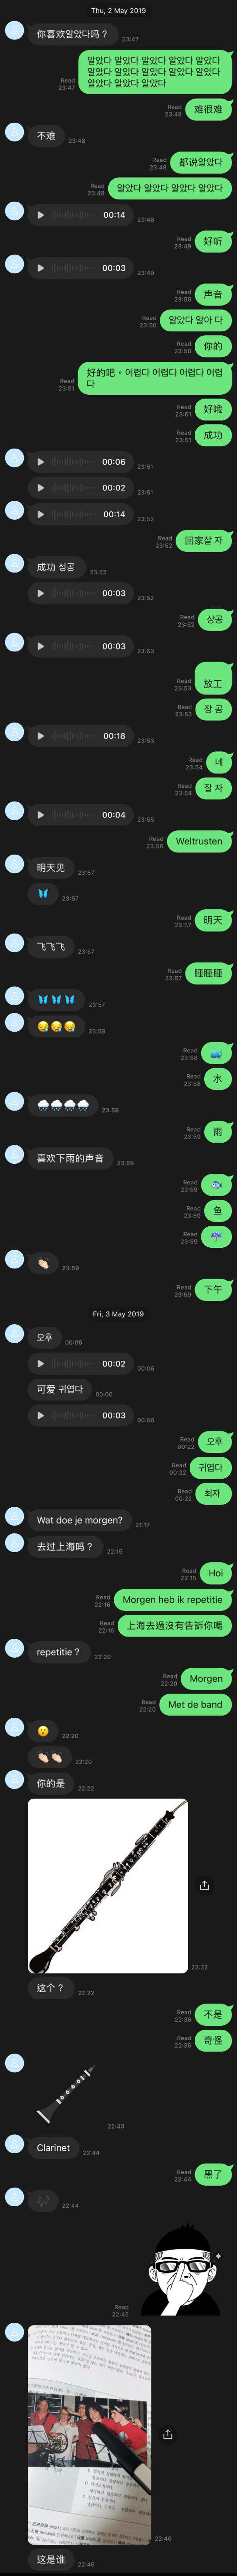 Thu, 2 May 2019
你喜欢알았다吗？
23:47
알았다 알았다 알았다 알았다 알았다
알았다 알았다 알았다 알았다 알았다
알았다 알았다 알았다
Read
23:47
难很难
Read
23:48
不难
23:48
都说알았다
Read
23:48
알았다 알았다 알았다 알았다
Read
23:48
00:14
23:48
好听
Read
23:49
00:03
23:49
声音
Read
23:50
알았다 알아 다
Read
23:50
你的
Read
23:50
好的吧。어렵다 어렵다 어렵다 어렵
다
Read
23:51
好哦
Read
23:51
成功
Read
23:51
00:06
23:51
00:02
23:51
00:14
23:52
回家잘 자
Read
23:52
成功 성공
23:52
00:03
23:52
상공
Read
23:52
00:03
23:53
放工
Read
23:53
장 공
Read
23:53
00:18
23:53
네
Read
23:54
잘 자
Read
23:54
00:04
23:55
Weltrusten
Read
23:56
明天见
23:57
🦋
23:57
明天
Read
23:57
飞飞飞
23:57
睡睡睡
Read
23:57
🦋🦋🦋
23:57
😪😪😪
23:58
🐳
Read
23:58
水
Read
23:58
🌧🌧🌧🌧
23:58
雨
Read
23:59
喜欢下雨的声音
23:59
🐟
Read
23:59
鱼
Read
23:59
☔
Read
23:59
👏🏻
23:59
下午
Read
23:59
Fri, 3 May 2019
오후
00:06
00:02
00:06
可爱 귀엽다
00:06
00:03
00:06
오후
Read
00:22
귀엽다
Read
00:22
최자
Read
00:22
Wat doe je morgen?
21:17
去过上海吗？
22:15
Hoi
Read
22:15
Morgen heb ik repetitie
Read
22:16
上海去過沒有告訴你嗎
Read
22:16
repetitie？
22:20
Morgen
Read
22:20
Met de band
Read
22:20
😮
22:20
👏🏻👏🏻
22:20
你的是
22:22
22:22
这个？
22:22
不是
Read
22:36
奇怪
Read
22:36
22:43
Clarinet
22:44
黑了
Read
22:44
22:44
Read
22:45
22:46
这是谁
22:46